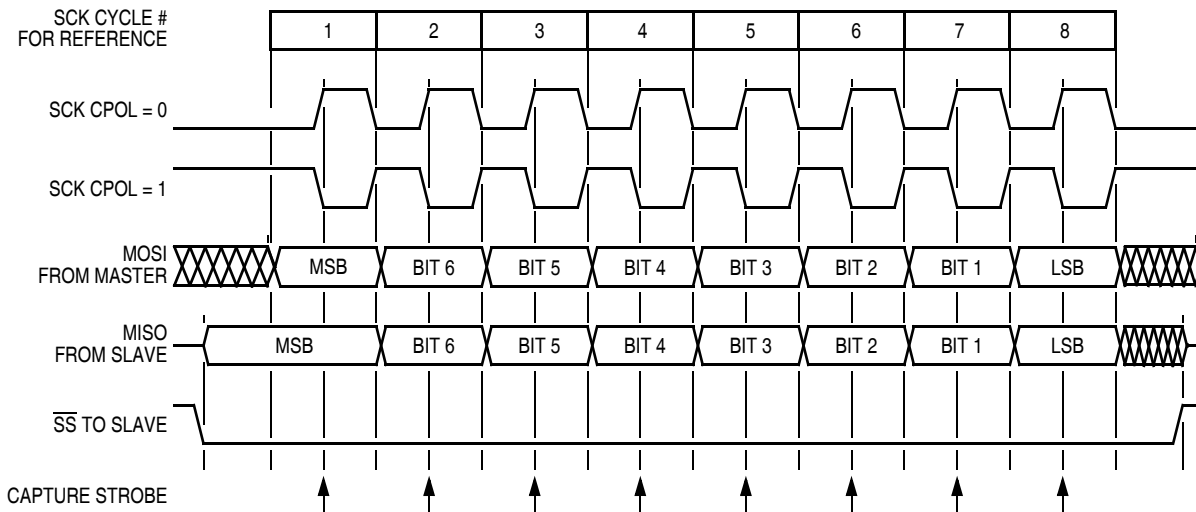 SCK CYCLE #
FOR REFERENCE
1 2 3 4 5 6 7 8
SCK CPOL = 0
SCK CPOL = 1
MOSI
FROM MASTER
MSB BIT 6 BIT 5 BIT 4 BIT 3 BIT 2 BIT 1 LSB
MISO
FROM SLAVE
MSB BIT 6 BIT 5 BIT 4 BIT 3 BIT 2 BIT 1 LSB
SS TO SLAVE
CAPTURE STROBE